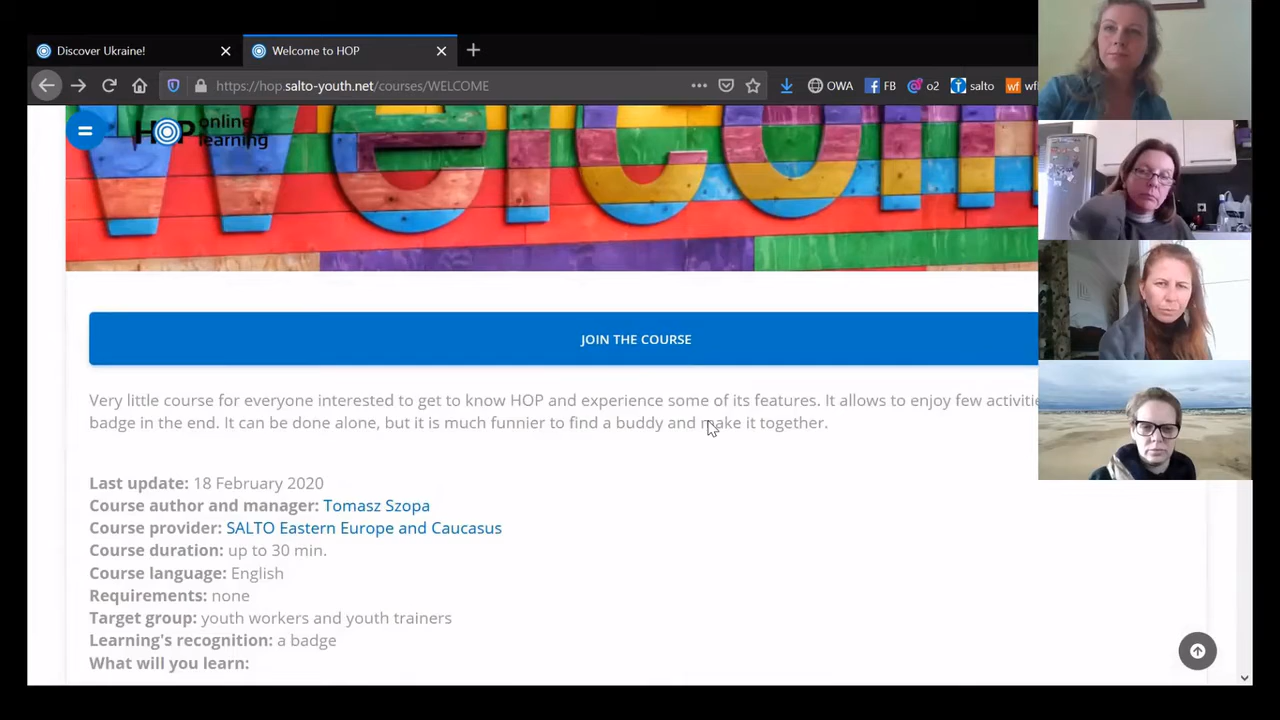 Discover Ukraine!
Welcome to HOP
https://hop.salto-youth.net/courses/WELCOME
OWA
FB
o2
salto
wf
Welcom
HOP online learning
JOIN THE COURSE
Very little course for everyone interested to get to know HOP and experience some of its features. It allows to enjoy few activitie
badge in the end. It can be done alone, but it is much funnier to find a buddy and make it together.
Last update: 18 February 2020
Course author and manager: Tomasz Szopa
Course provider: SALTO Eastern Europe and Caucasus
Course duration: up to 30 min.
Course language: English
Requirements: none
Target group: youth workers and youth trainers
Learning's recognition: a badge
What will you learn: